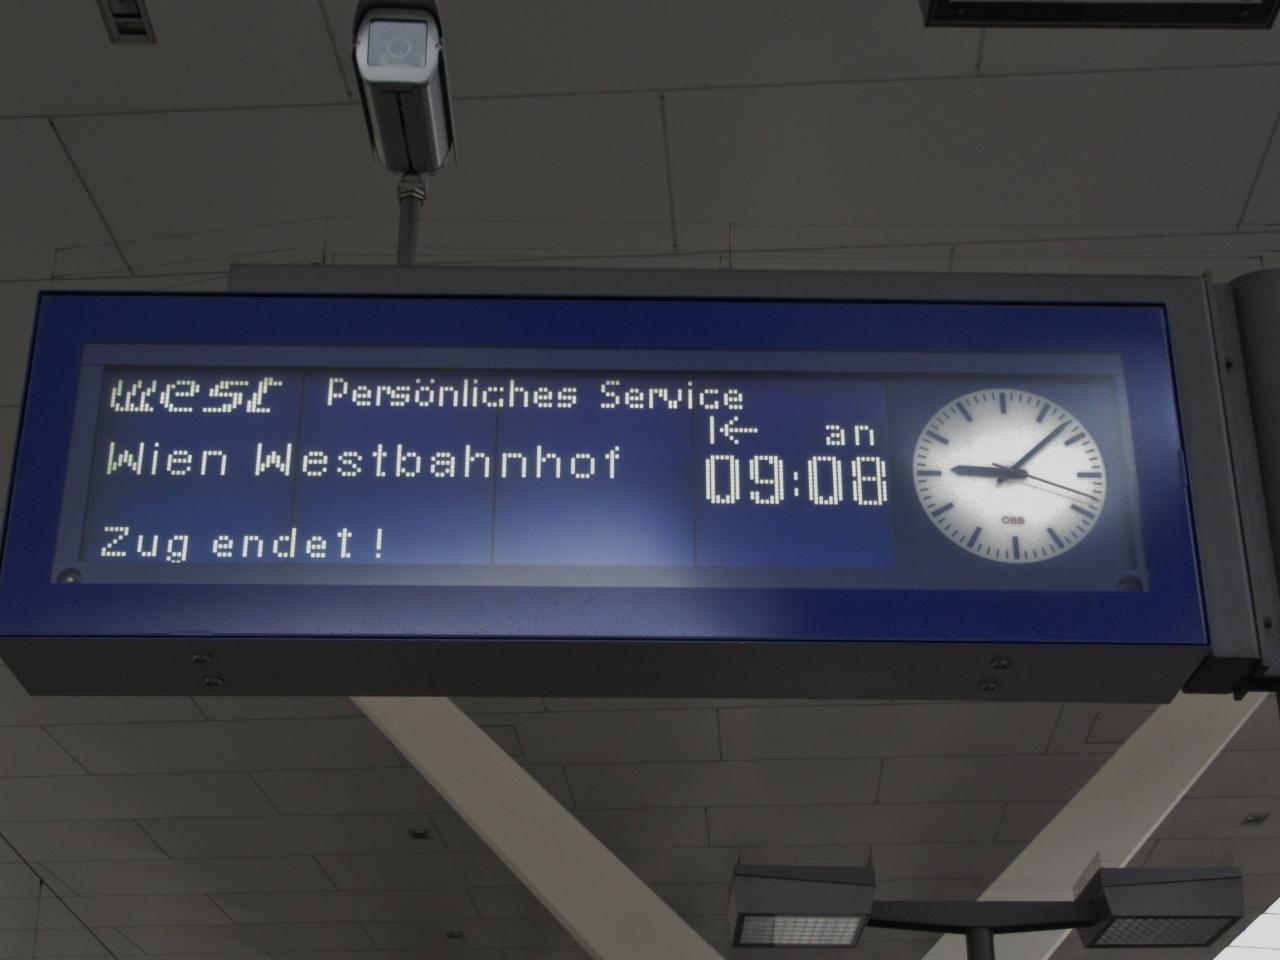 west Persönliches Service
an
Wien Westbahnhof 09:08
Zug endet!
ÖBB